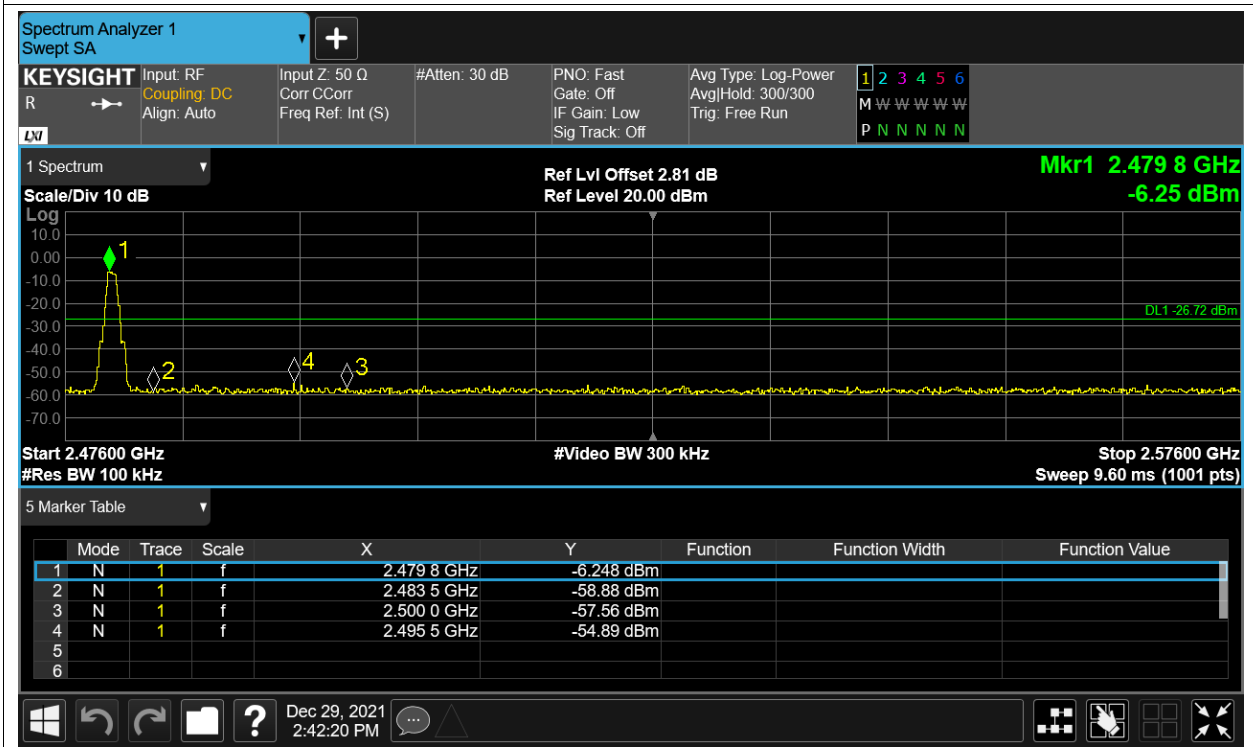 Spectrum Analyzer 1
Swept SA
+
KEYSIGHT Input: RF Input Z: 50 Ω #Atten: 30 dB PNO: Fast Avg Type: Log-Power 1 2 3 4 5 6
R Coupling: DC Corr CCorr Gate: Off Avg|Hold: 300/300 M W W W W W W
Align: Auto Freq Ref: Int (S) IF Gain: Low Trig: Free Run
LXI Sig Track: Off P N N N N N N
1 Spectrum Ref Lvl Offset 2.81 dB Mkr1 2.479 8 GHz
Scale/Div 10 dB Ref Level 20.00 dBm -6.25 dBm
Log
10.0
1
0.00
-10.0
-20.0
DL1 -26.72 dBm
-30.0
-40.0
4 3
-50.0 2
-60.0
-70.0
Start 2.47600 GHz #Video BW 300 kHz Stop 2.57600 GHz
#Res BW 100 kHz Sweep 9.60 ms (1001 pts)
5 Marker Table
Mode Trace Scale X Y Function Function Width Function Value
1 N 1 f 2.479 8 GHz -6.248 dBm
2 N 1 f 2.483 5 GHz -58.88 dBm
3 N 1 f 2.500 0 GHz -57.56 dBm
4 N 1 f 2.495 5 GHz -54.89 dBm
5
6
? Dec 29, 2021
2:42:20 PM